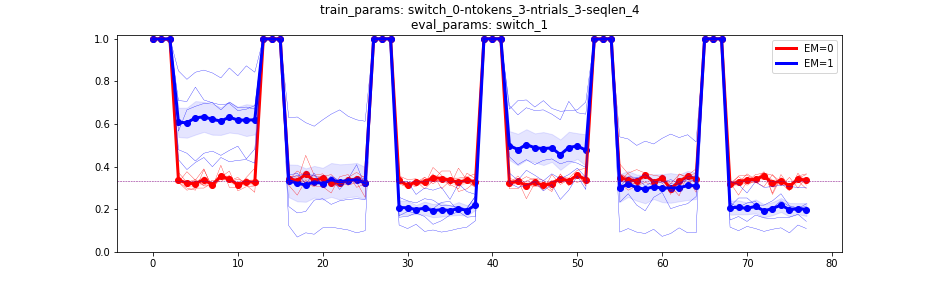 train_params: switch_0-ntokens_3-ntrials_3-seqlen_4
eval_params: switch_1
EM=0
EM=1
1.0
0.8
0.6
0.4
0.2
0.0
0 10 20 30 40 50 60 70 80